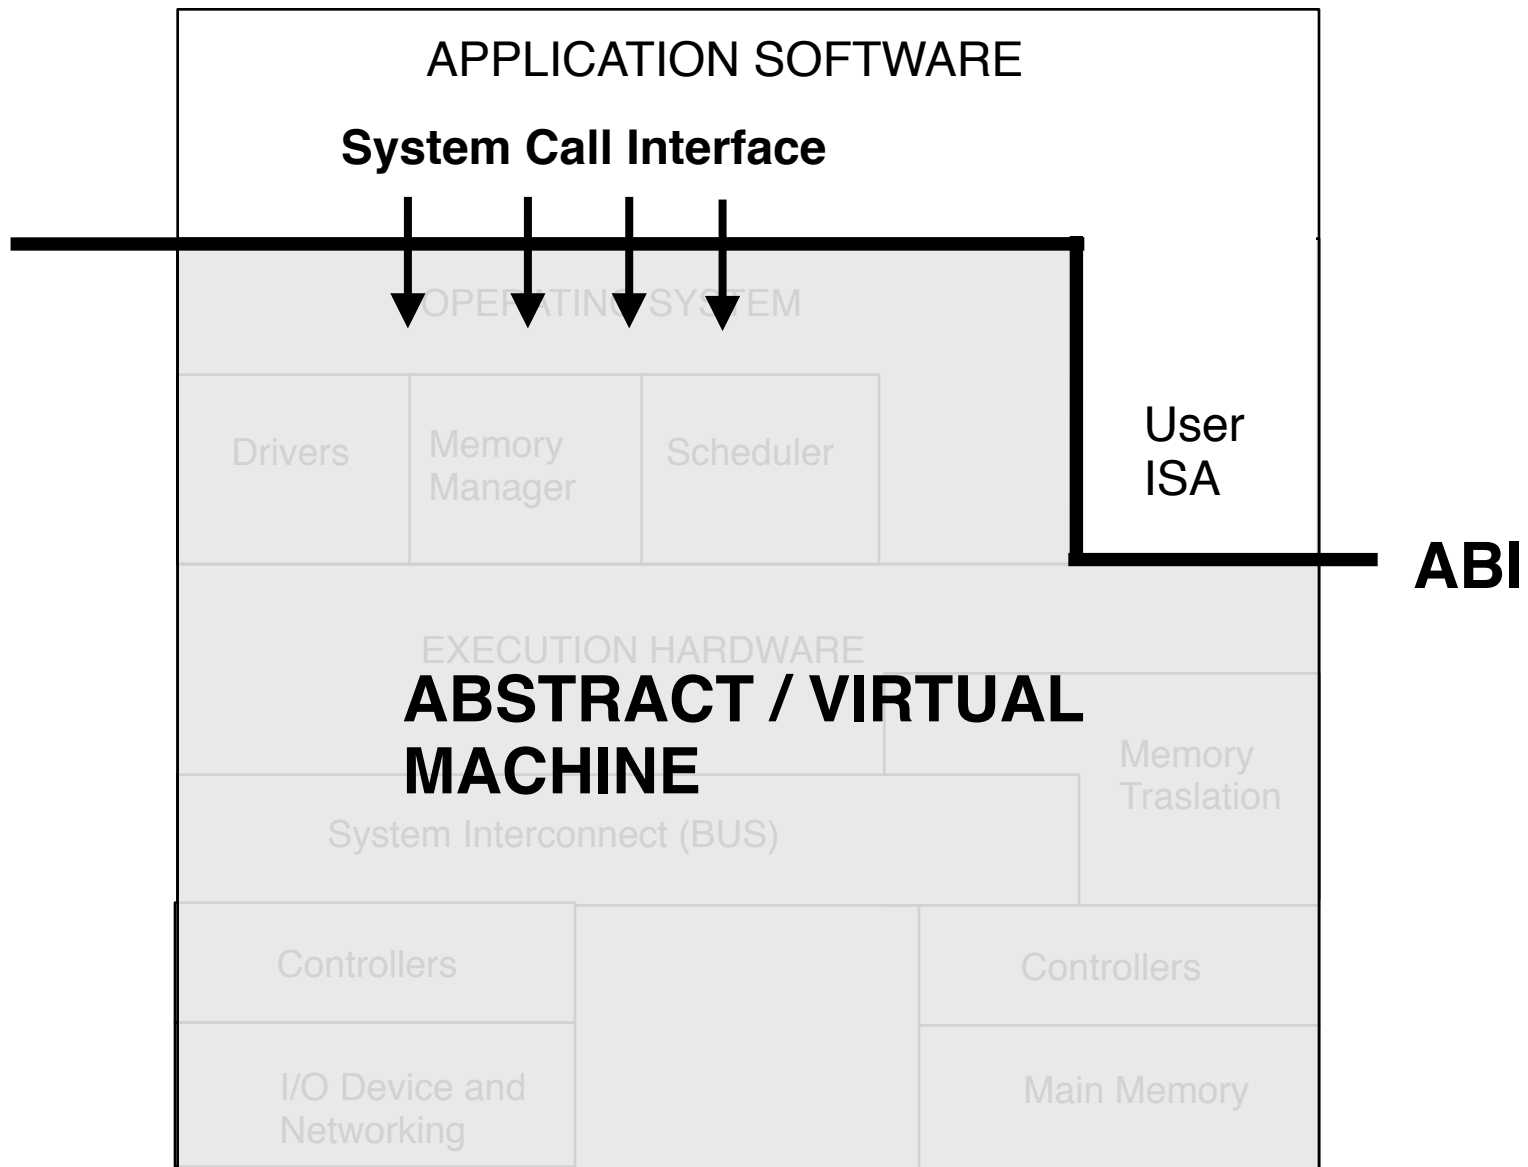 APPLICATION SOFTWARE
System Call Interface
OPERATING SYSTEM
Drivers
Memory
Manager
Scheduler
User
ISA
ABI
EXECUTION HARDWARE
ABSTRACT / VIRTUAL
MACHINE
Memory
Traslation
System Interconnect (BUS)
Controllers
Controllers
I/O Device and
Networking
Main Memory